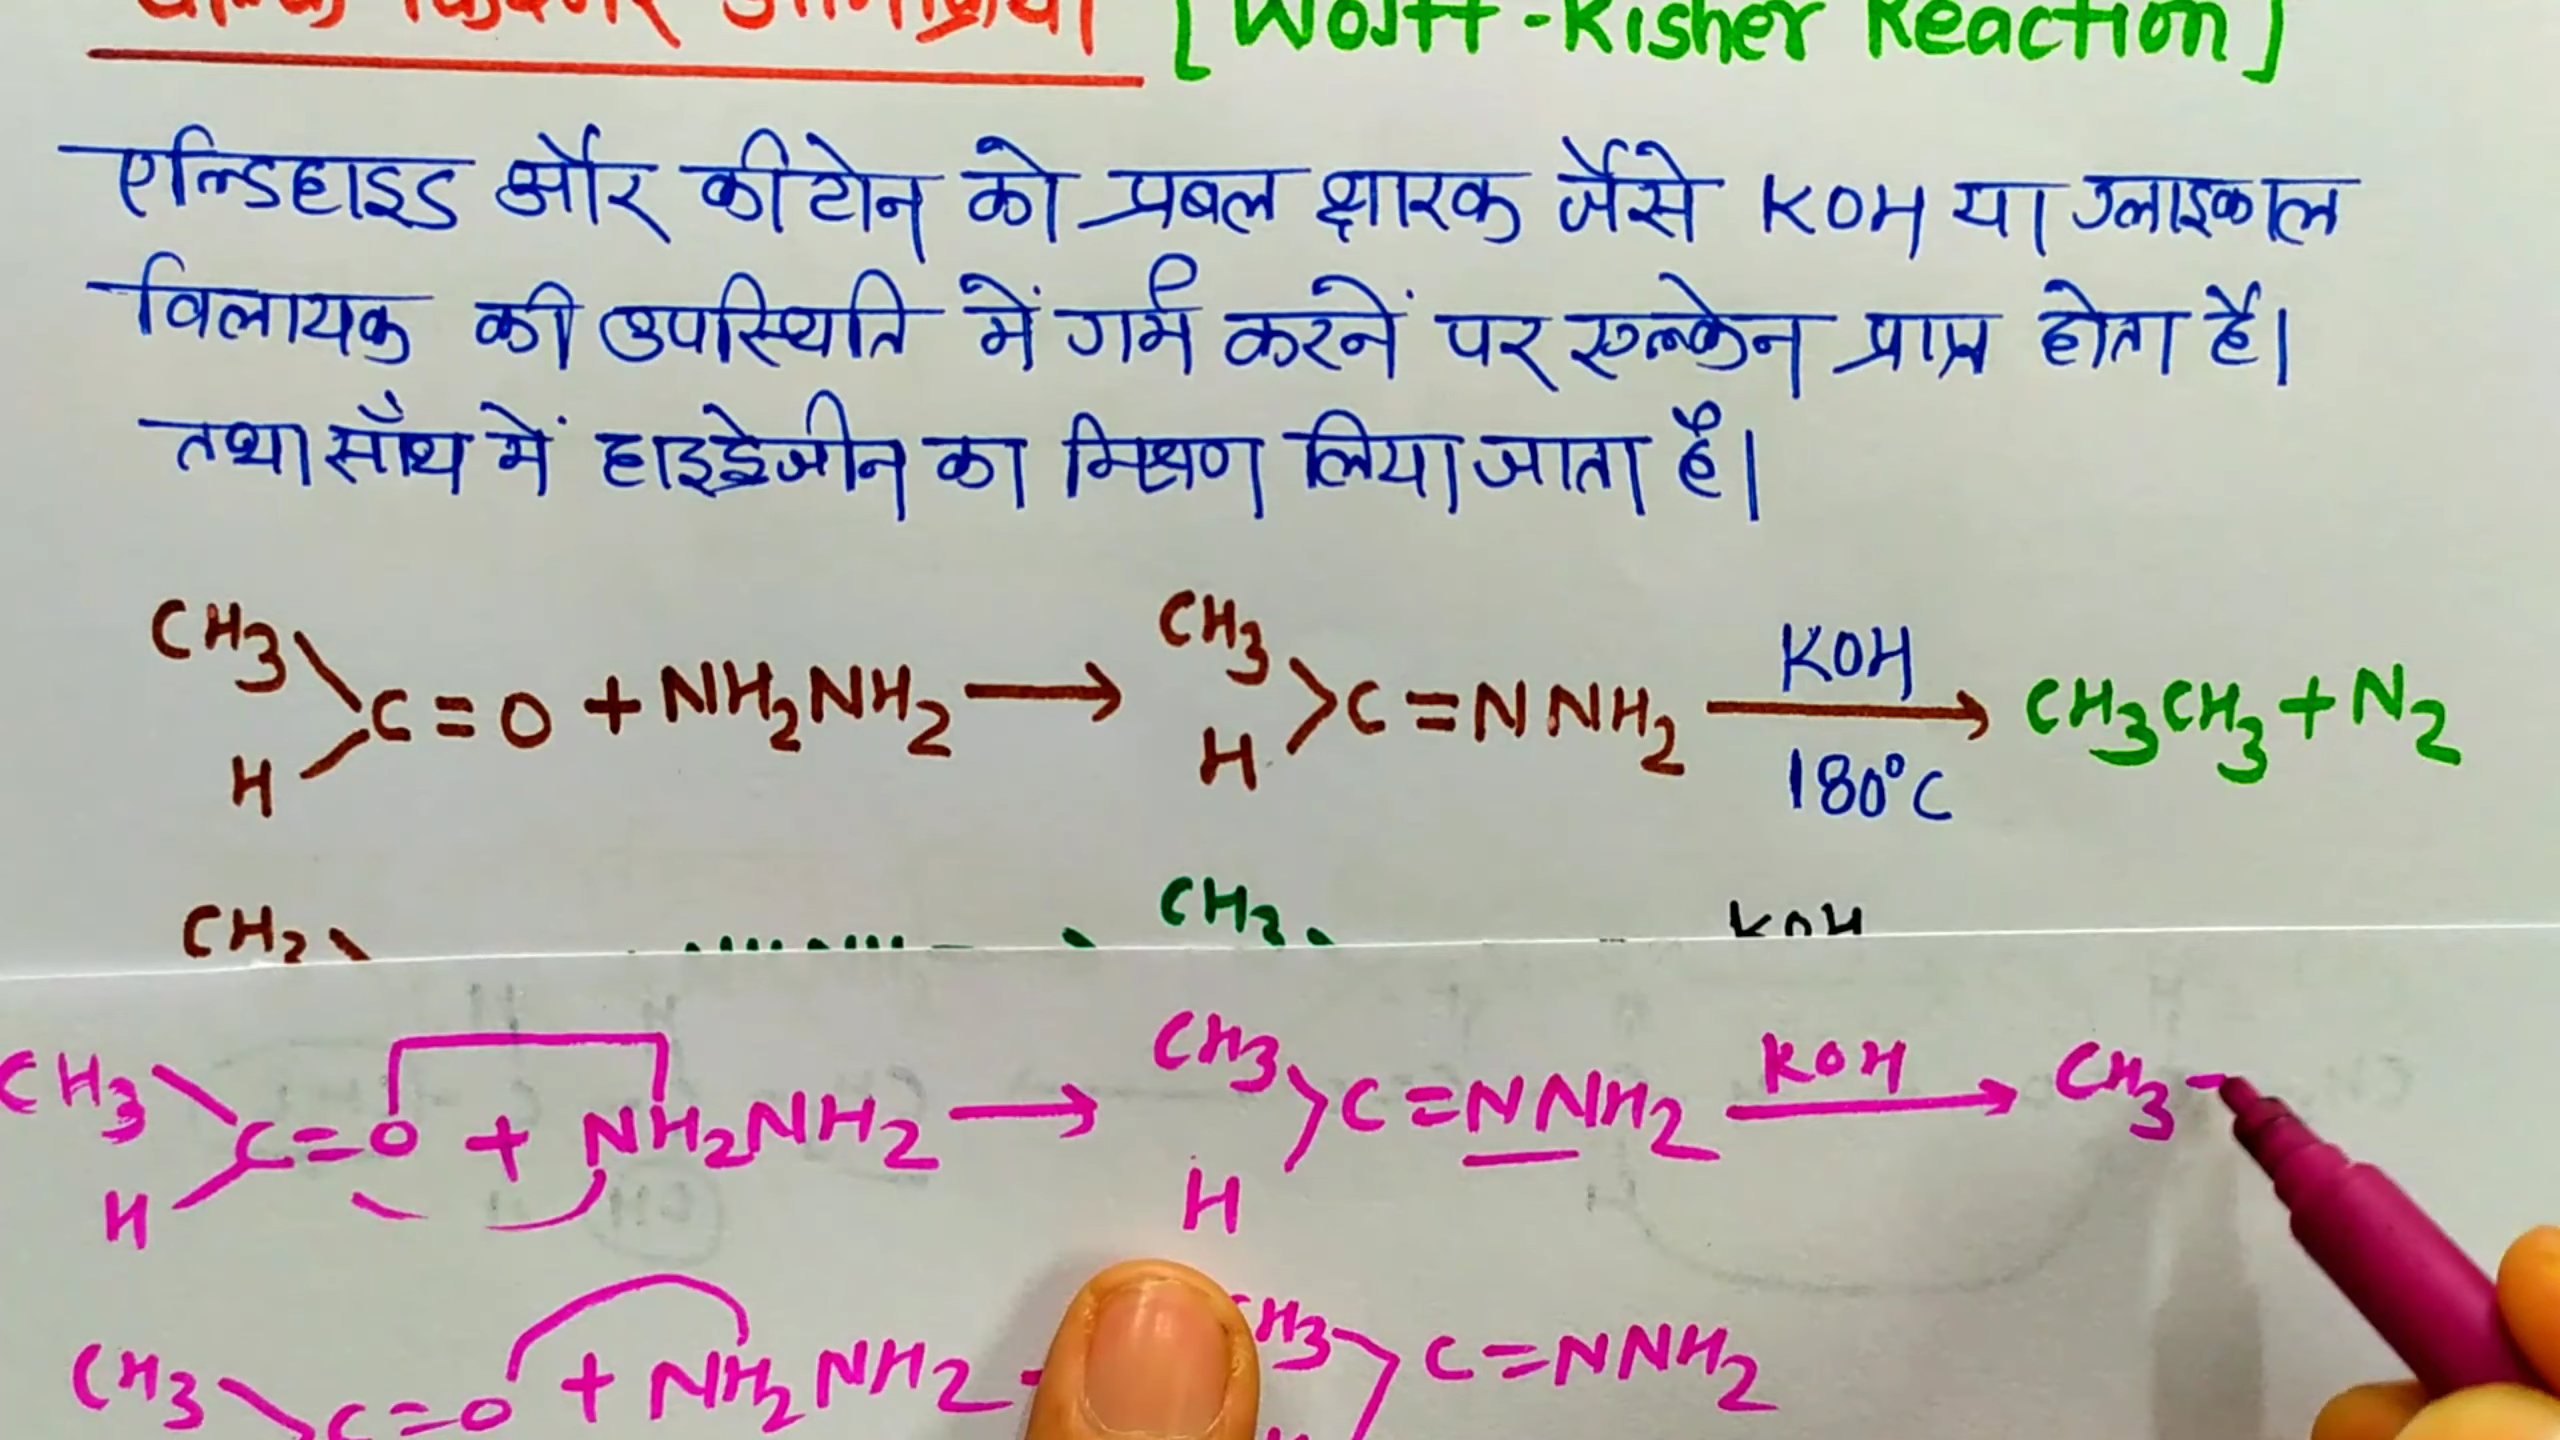 [Wolff-Kisher Reaction]
एल्डिहाइड और कीटोन को प्रबल क्षारक जैसे KOH या ग्लाइकाल
विलायक की उपस्थिति में गर्म करनें पर एल्केन प्राप्त होता है।
तथा साँथ में हाइड्रेजीन का मिश्रण लिया जाता है।
CH3
H
C=O + NH2NH2 → CH3
H
C=NNH2 KOH
180°C → CH3CH3 + N2
CH3
H
C=O + NH2NH2 → CH3
H
C=NNH2 KOH → CH3-
CH3
C=O + NH2NH2
C=NNH2